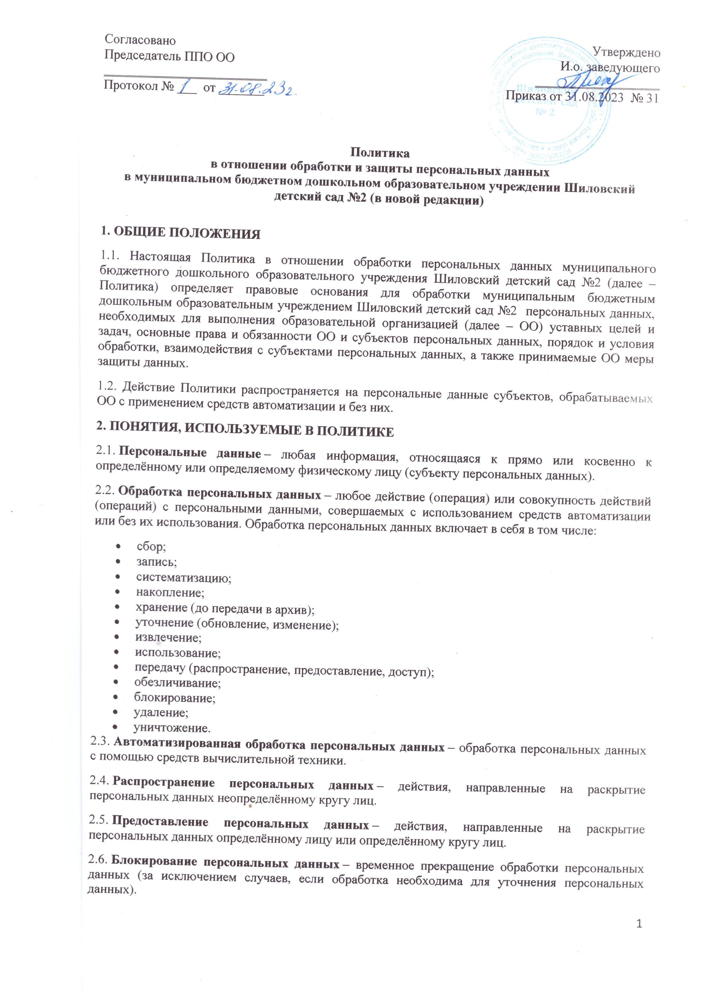 Согласовано
Председатель ППО ОО
Протокол № 1 от 31.08.23г.
Утверждено
И.о. заведующего
Приказ от 31.08.2023 № 31
Шиловский
детский сад
№ 2
Политика
в отношении обработки и защиты персональных данных
в муниципальном бюджетном дошкольном образовательном учреждении Шиловский
детский сад №2 (в новой редакции)
1. ОБЩИЕ ПОЛОЖЕНИЯ
1.1. Настоящая Политика в отношении обработки персональных данных муниципального
бюджетного дошкольного образовательного учреждения Шиловский детский сад №2 (далее –
Политика) определяет правовые основания для обработки муниципальным бюджетным
дошкольным образовательным учреждением Шиловский детский сад №2 персональных данных,
необходимых для выполнения образовательной организацией (далее – ОО) уставных целей и
задач, основные права и обязанности ОО и субъектов персональных данных, порядок и условия
обработки, взаимодействия с субъектами персональных данных, а также принимаемые ОО меры
защиты данных.
1.2. Действие Политики распространяется на персональные данные субъектов, обрабатываемых
ОО с применением средств автоматизации и без них.
2. ПОНЯТИЯ, ИСПОЛЬЗУЕМЫЕ В ПОЛИТИКЕ
2.1. Персональные данные – любая информация, относящаяся к прямо или косвенно к
определённому или определяемому физическому лицу (субъекту персональных данных).
2.2. Обработка персональных данных – любое действие (операция) или совокупность действий
(операций) с персональными данными, совершаемых с использованием средств автоматизации
или без их использования. Обработка персональных данных включает в себя в том числе:
• сбор;
• запись;
• систематизацию;
• накопление;
• хранение (до передачи в архив);
• уточнение (обновление, изменение);
• извлечение;
• использование;
• передачу (распространение, предоставление, доступ);
• обезличивание;
• блокирование;
• удаление;
• уничтожение.
2.3. Автоматизированная обработка персональных данных – обработка персональных данных
с помощью средств вычислительной техники.
2.4. Распространение персональных данных – действия, направленные на раскрытие
персональных данных неопределённому кругу лиц.
2.5. Предоставление персональных данных – действия, направленные на раскрытие
персональных данных определённому лицу или определённому кругу лиц.
2.6. Блокирование персональных данных – временное прекращение обработки персональных
данных (за исключением случаев, если обработка необходима для уточнения персональных
данных).
1